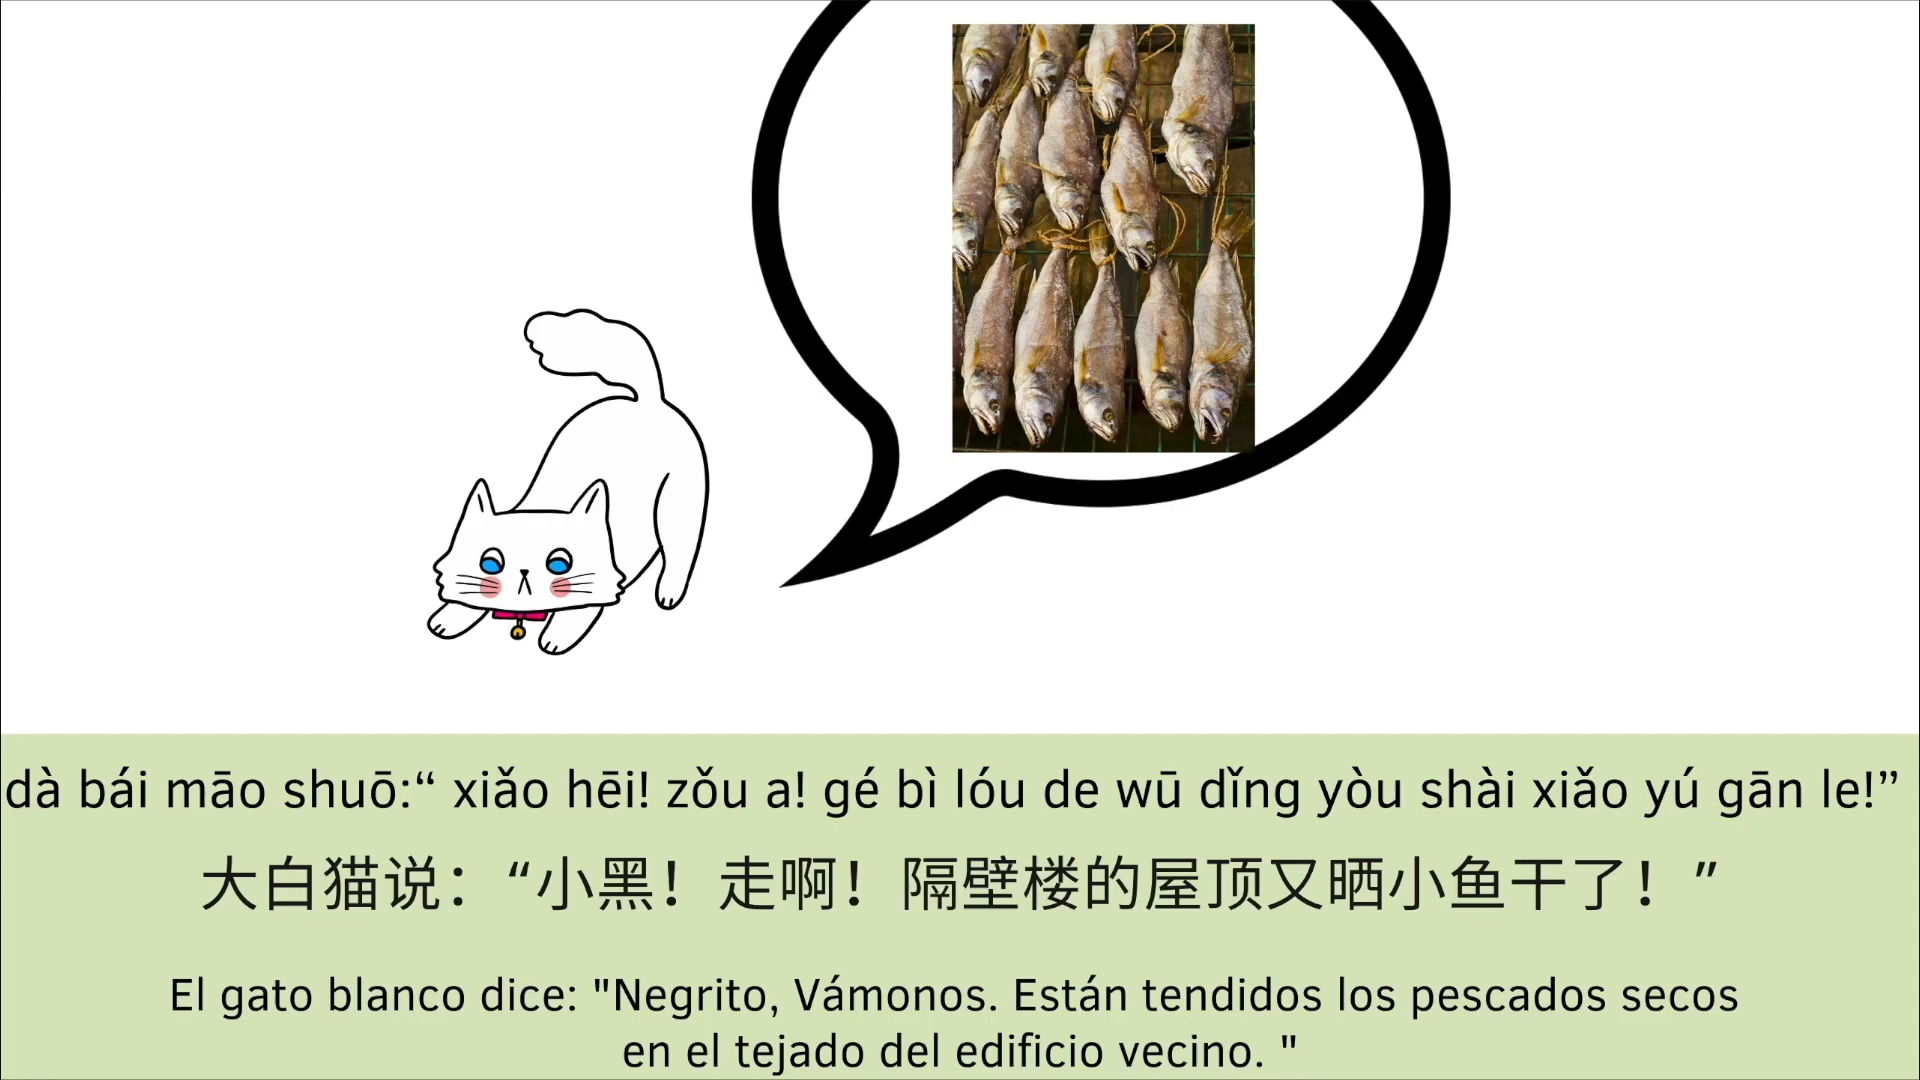 dà bái māo shuō:“ xiǎo hēi! zǒu a! gé bì lóu de wū dǐng yòu shài xiǎo yú gān le!”
大白猫说：“小黑！走啊！隔壁楼的屋顶又晒小鱼干了！”
El gato blanco dice: "Negrito, Vámonos. Están tendidos los pescados secos
en el tejado del edificio vecino. "